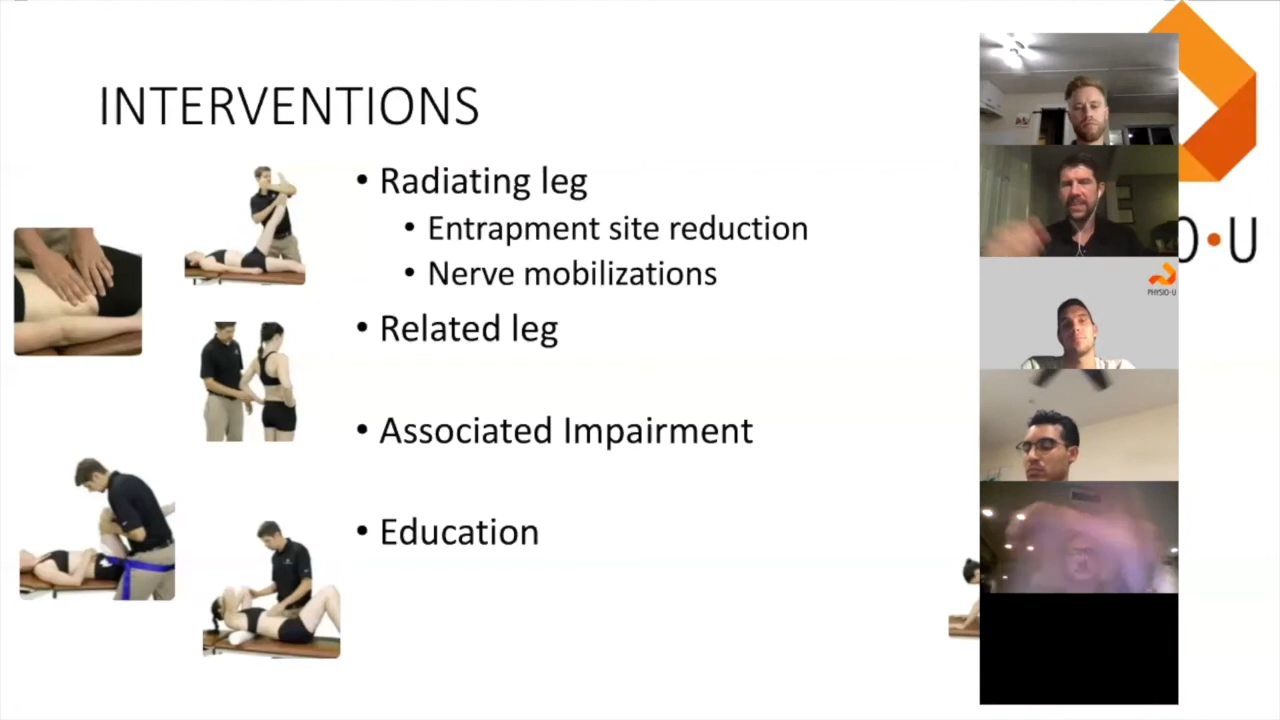 INTERVENTIONS
• Radiating leg
• Entrapment site reduction
• Nerve mobilizations
• Related leg
• Associated Impairment
• Education
O•U
PHYSIO•U